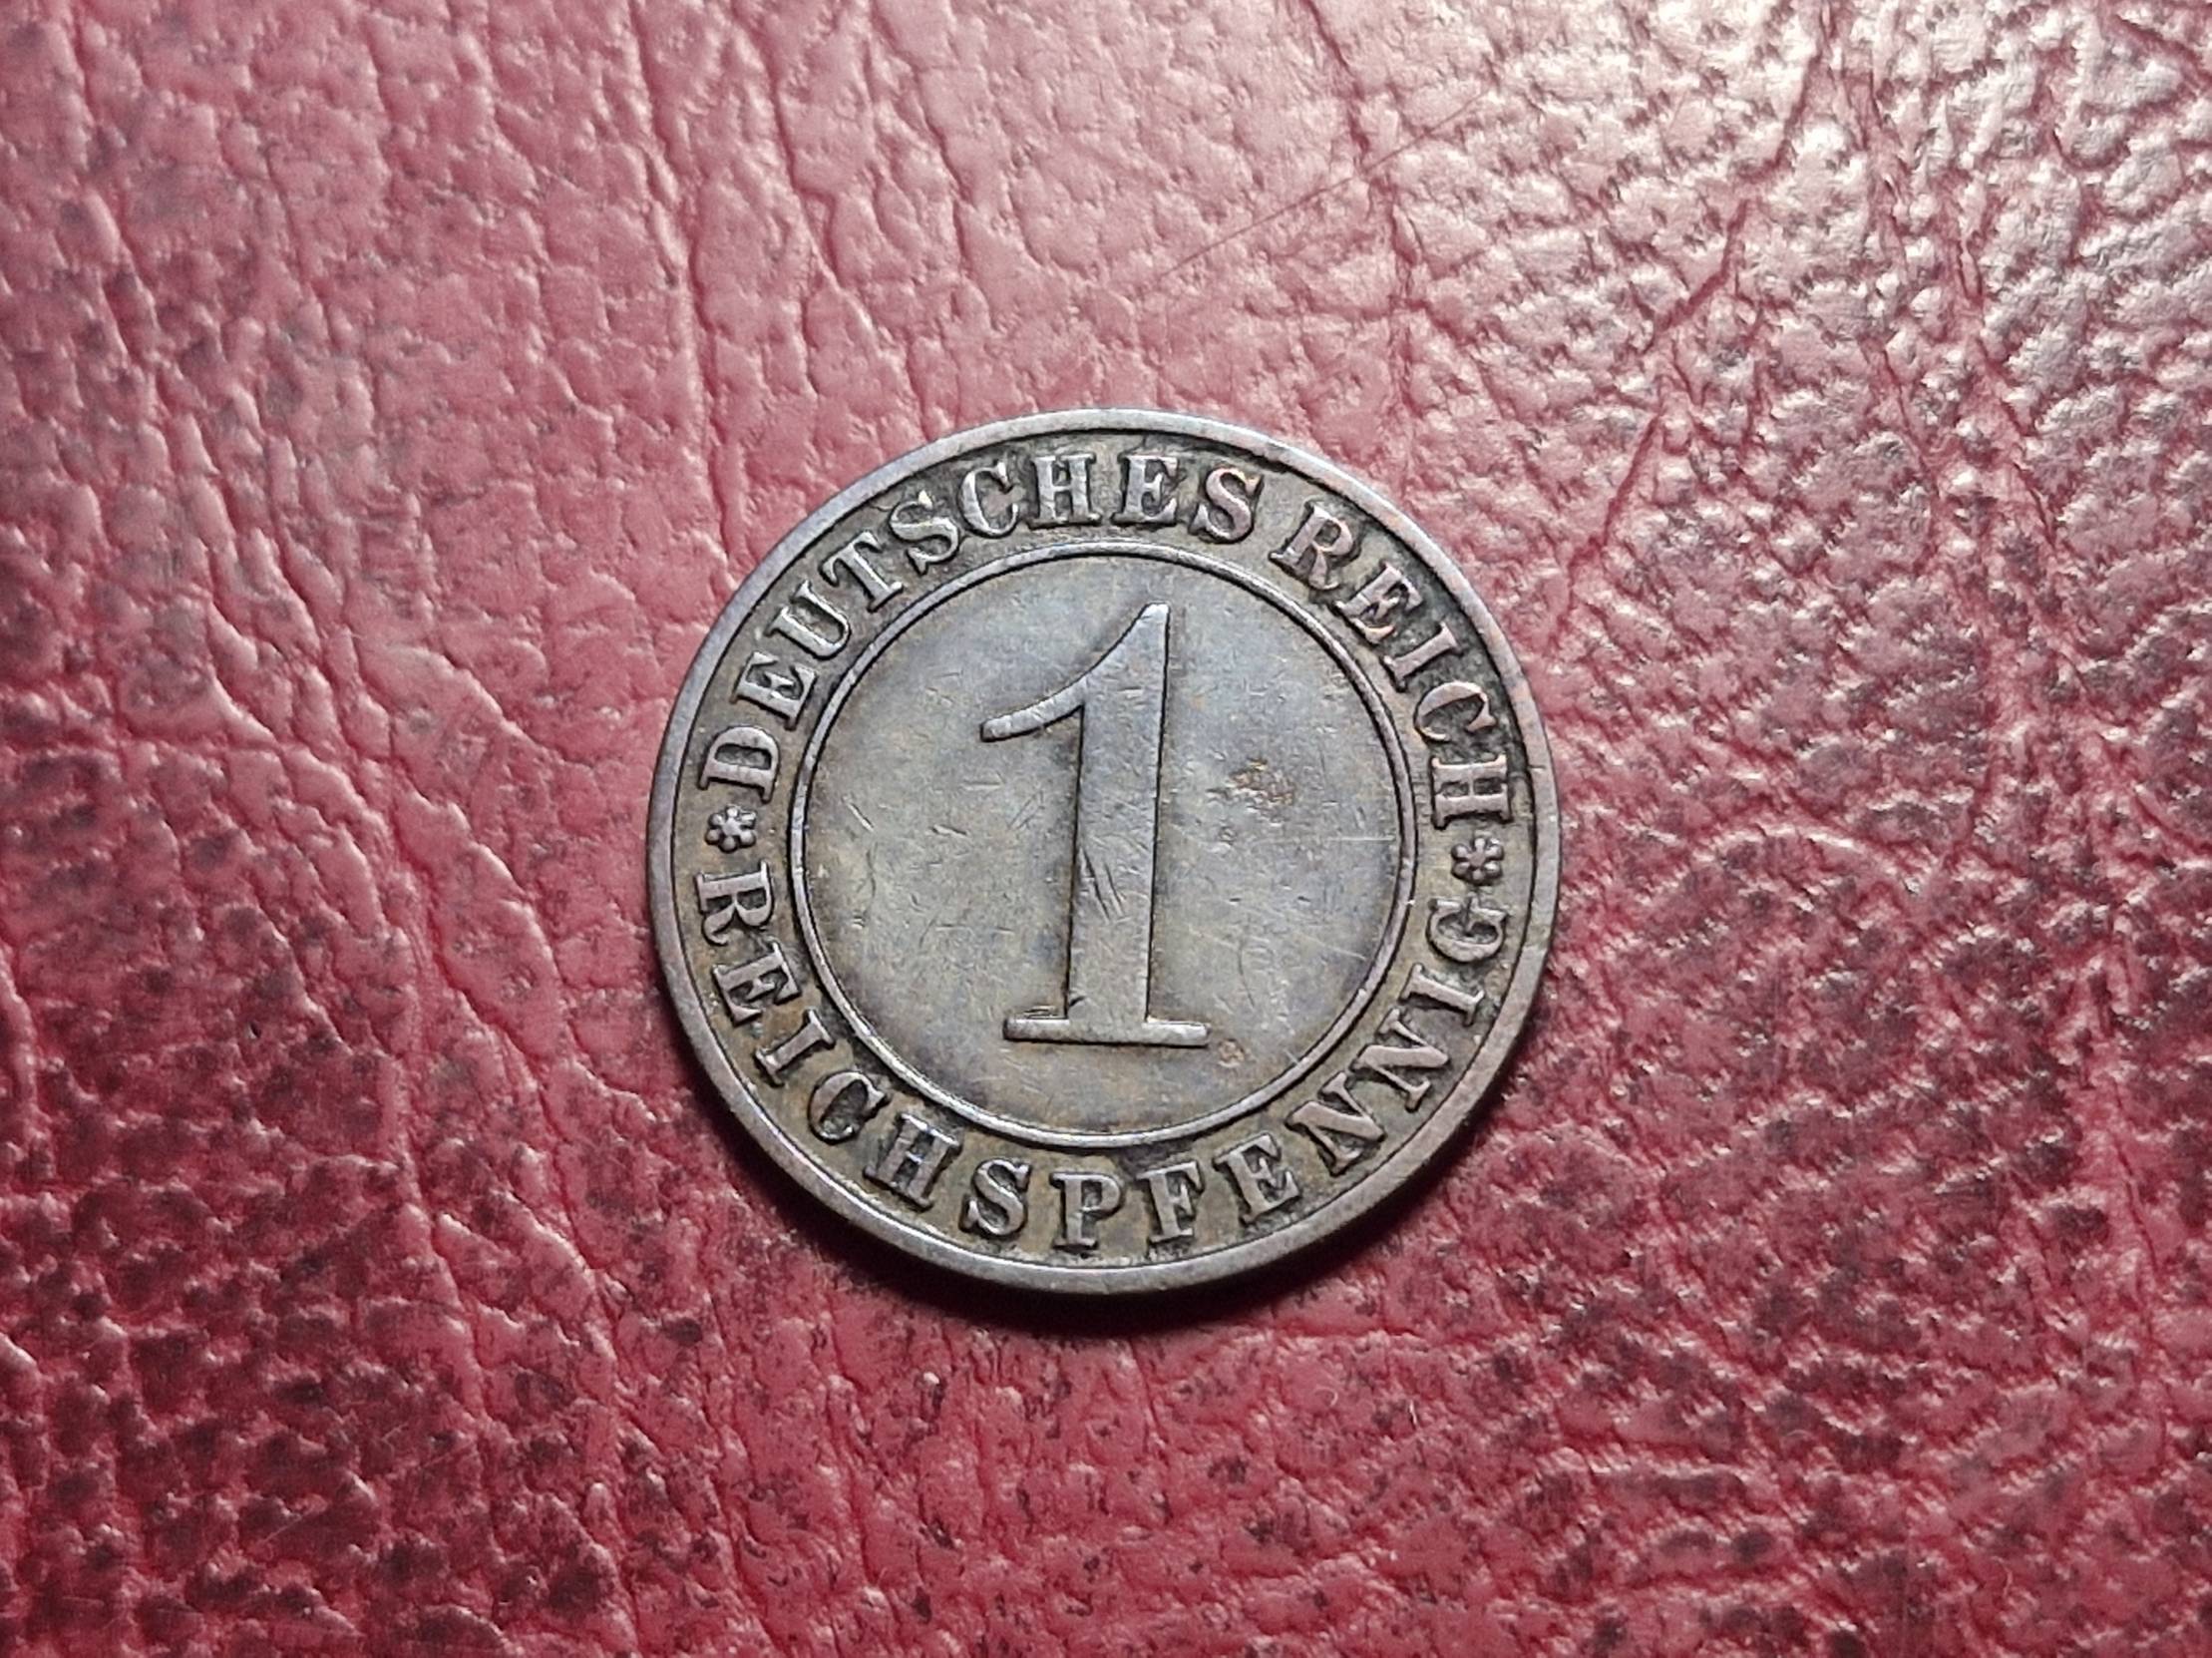 DEUTSCHES REICH
1
REICHSPFENNIG